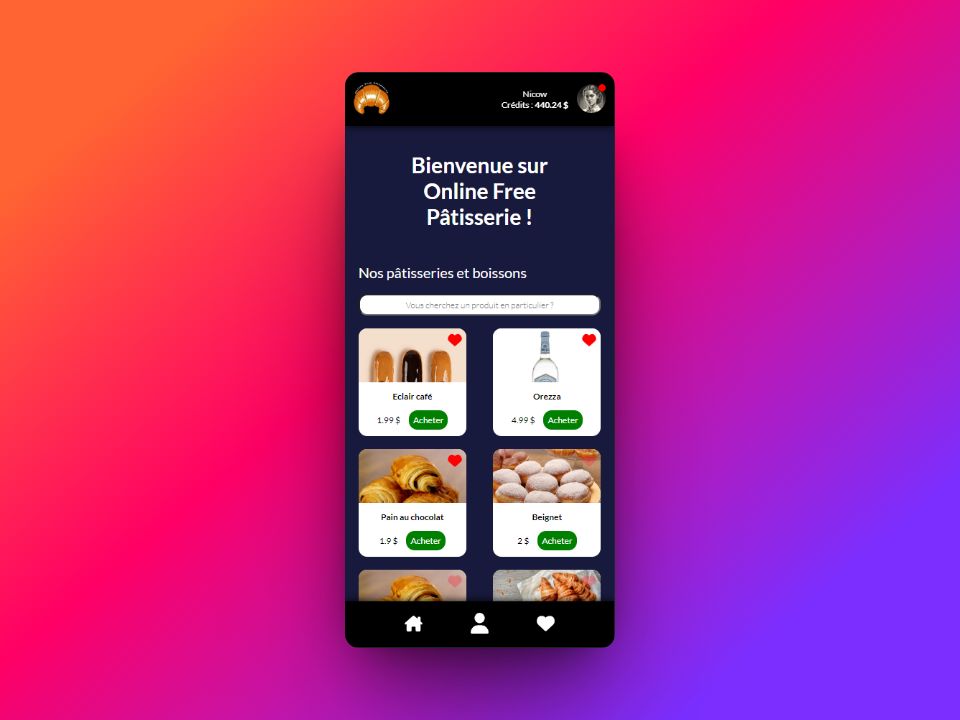 Nicow
Crédits : 440.24 $
Bienvenue sur
Online Free
Pâtisserie !
Nos pâtisseries et boissons
Vous cherchez un produit en particulier ?
Eclair café
1.99 $ Acheter
Orezza
4.99 $ Acheter
Pain au chocolat
1.9 $ Acheter
Beignet
2 $ Acheter